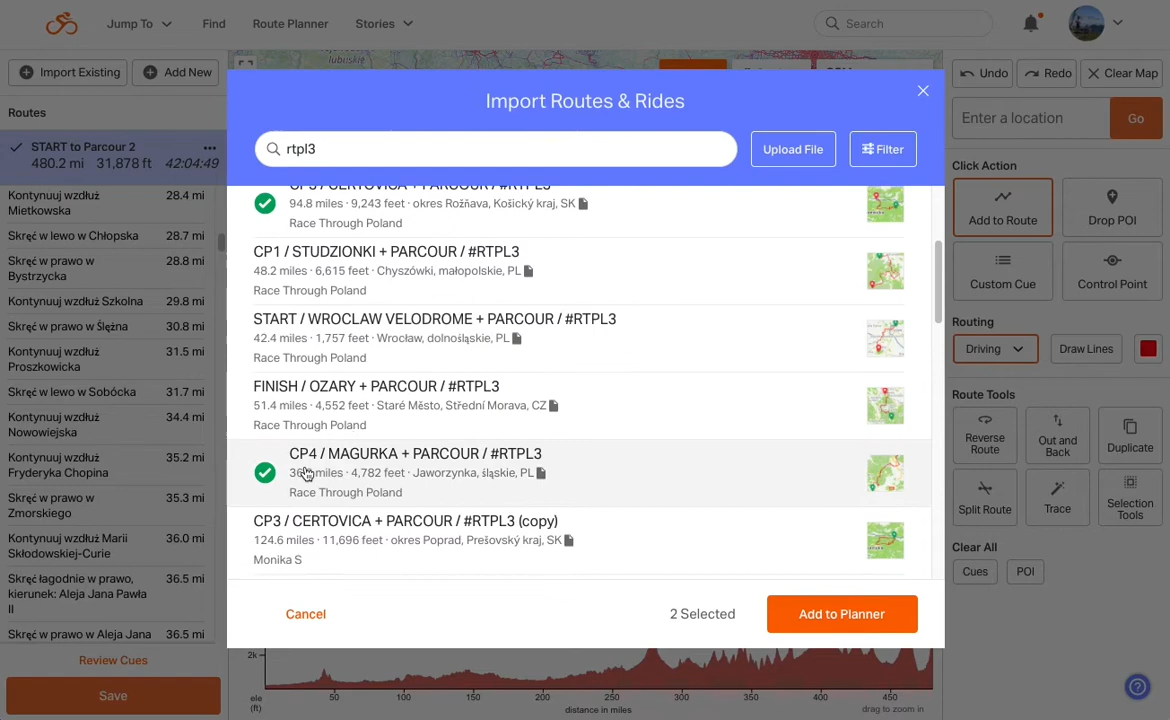 Jump To
Find
Route Planner
Stories
Search
Import Existing
Add New
Routes
START to Parcour 2
480.2 mi 31,878 ft 42:04:49
Kontynuuj wzdłuż 28.4 mi
Mietkowska
Skręć w lewo w Chłopska 28.7 mi
Skręć w prawo w 28.8 mi
Bystrzycka
Kontynuuj wzdłuż Szkolna 29.8 mi
Skręć w prawo w Ślężna 30.8 mi
Kontynuuj wzdłuż 31.5 mi
Proszkowicka
Skręć w lewo w Sobócka 31.7 mi
Kontynuuj wzdłuż 34.4 mi
Nowowiejska
Kontynuuj wzdłuż 35.2 mi
Fryderyka Chopina
Skręć w prawo w 35.3 mi
Zmorskiego
Kontynuuj wzdłuż Marii 36.0 mi
Skłodowskiej-Curie
Skręć łagodnie w prawo, 36.5 mi
kierunek: Aleja Jana Pawła
II
Skręć w prawo w Aleja Jana 36.5 mi
Review Cues
Save
lubuskie
Import Routes & Rides
rtpl3
Upload File
Filter
CP3 / CERTOVICA + PARCOUR / #RTPL3
94.8 miles · 9,243 feet · okres Rožňava, Košický kraj, SK
Race Through Poland
CP1 / STUDZIONKI + PARCOUR / #RTPL3
48.2 miles · 6,615 feet · Chyszówki, małopolskie, PL
Race Through Poland
START / WROCLAW VELODROME + PARCOUR / #RTPL3
42.4 miles · 1,757 feet · Wrocław, dolnośląskie, PL
Race Through Poland
FINISH / OZARY + PARCOUR / #RTPL3
51.4 miles · 4,552 feet · Staré Město, Střední Morava, CZ
Race Through Poland
CP4 / MAGURKA + PARCOUR / #RTPL3
miles · 4,782 feet · Jaworzynka, śląskie, PL
Race Through Poland
CP3 / CERTOVICA + PARCOUR / #RTPL3 (copy)
124.6 miles · 11,696 feet · okres Poprad, Prešovský kraj, SK
Monika S
Cancel
2 Selected
Add to Planner
2k
ele
(ft)
50 100 150 200 250 300 350 400 450
distance in miles
drag to zoom in
Undo
Redo
Clear Map
Enter a location
Go
Click Action
Add to Route
Drop POI
Custom Cue
Control Point
Routing
Driving
Draw Lines
Route Tools
Reverse
Route
Out and
Back
Duplicate
Split Route
Trace
Selection
Tools
Clear All
Cues
POI